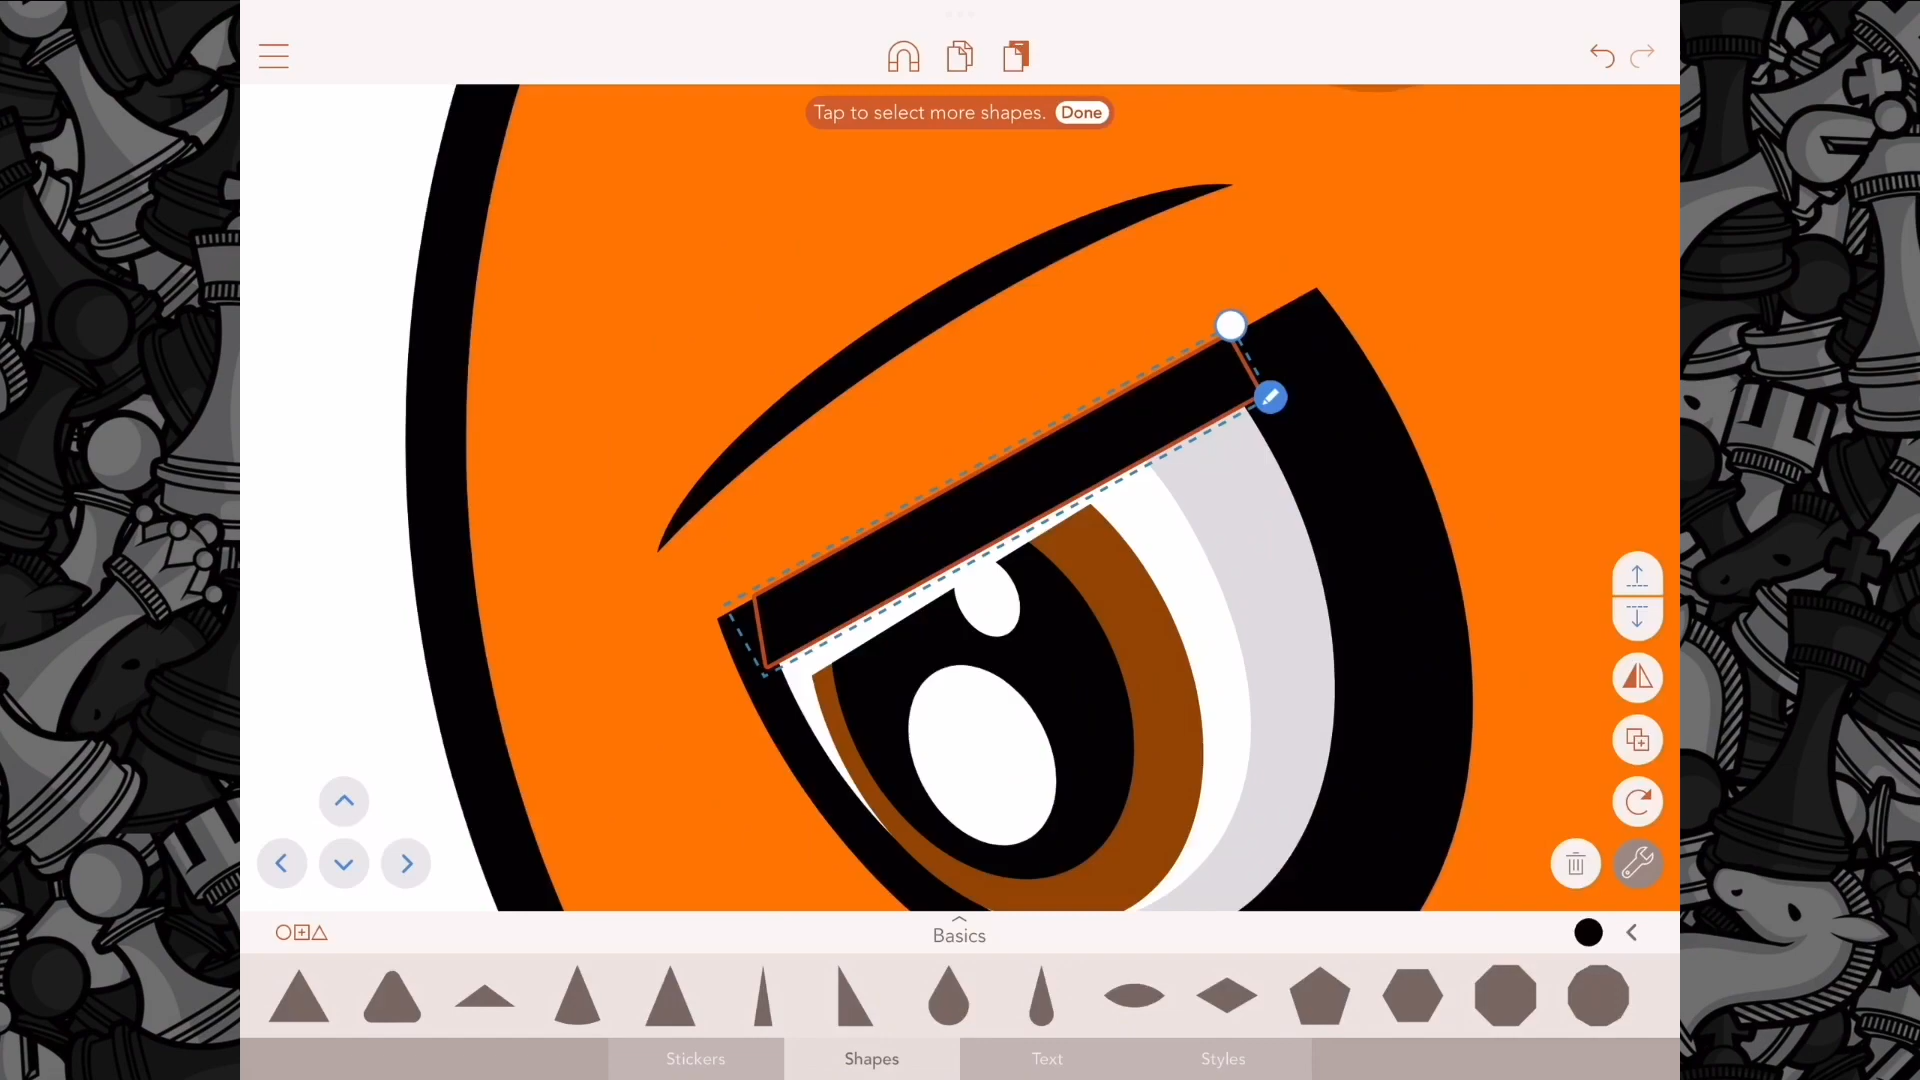 Tap to select more shapes. Done
Basics
Stickers
Shapes
Text
Styles